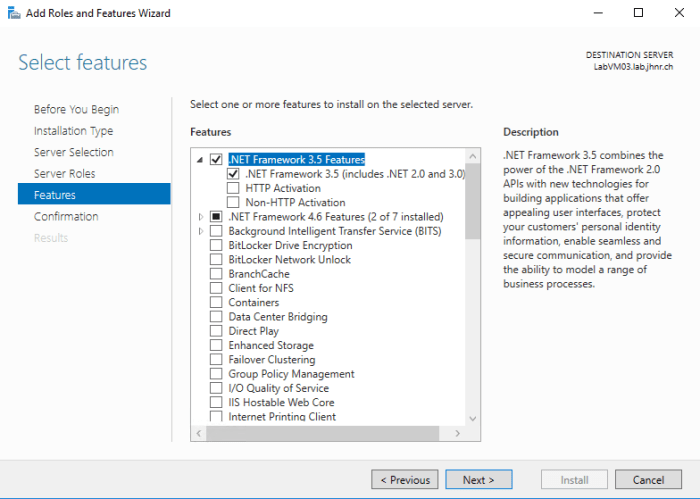 Add Roles and Features Wizard
Select features
DESTINATION SERVER
LabVM03.lab.jhnr.ch
Before You Begin
Installation Type
Server Selection
Server Roles
Features
Confirmation
Results
Select one or more features to install on the selected server.
Features
.NET Framework 3.5 Features
.NET Framework 3.5 (includes .NET 2.0 and 3.0)
HTTP Activation
Non-HTTP Activation
.NET Framework 4.6 Features (2 of 7 installed)
Background Intelligent Transfer Service (BITS)
BitLocker Drive Encryption
BitLocker Network Unlock
BranchCache
Client for NFS
Containers
Data Center Bridging
Direct Play
Enhanced Storage
Failover Clustering
Group Policy Management
I/O Quality of Service
IIS Hostable Web Core
Internet Printing Client
Description
.NET Framework 3.5 combines the
power of the .NET Framework 2.0
APIs with new technologies for
building applications that offer
appealing user interfaces, protect
your customers' personal identity
information, enable seamless and
secure communication, and provide
the ability to model a range of
business processes.
< Previous
Next >
Install
Cancel